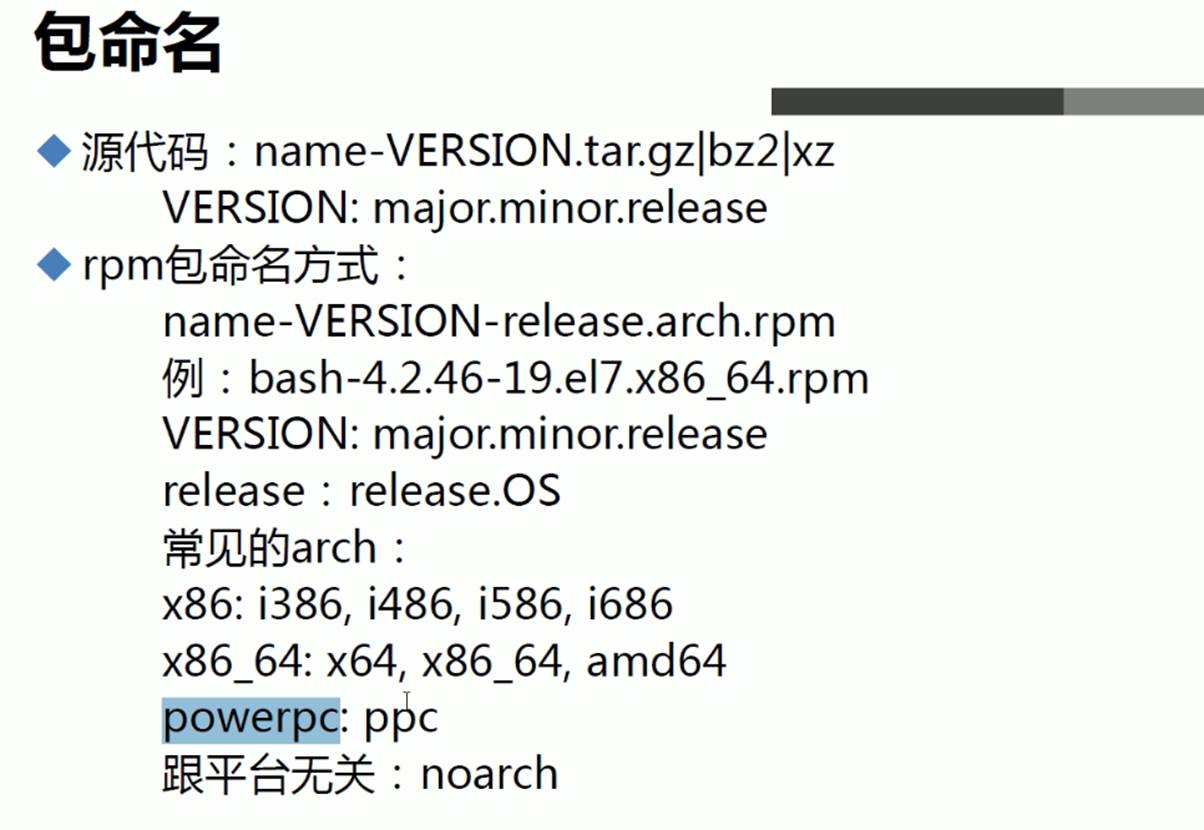 包命名
源代码：name-VERSION.tar.gz|bz2|xz
VERSION: major.minor.release
rpm包命名方式：
name-VERSION-release.arch.rpm
例：bash-4.2.46-19.el7.x86_64.rpm
VERSION: major.minor.release
release：release.OS
常见的arch：
x86: i386, i486, i586, i686
x86_64: x64, x86_64, amd64
powerpc: ppc
跟平台无关：noarch